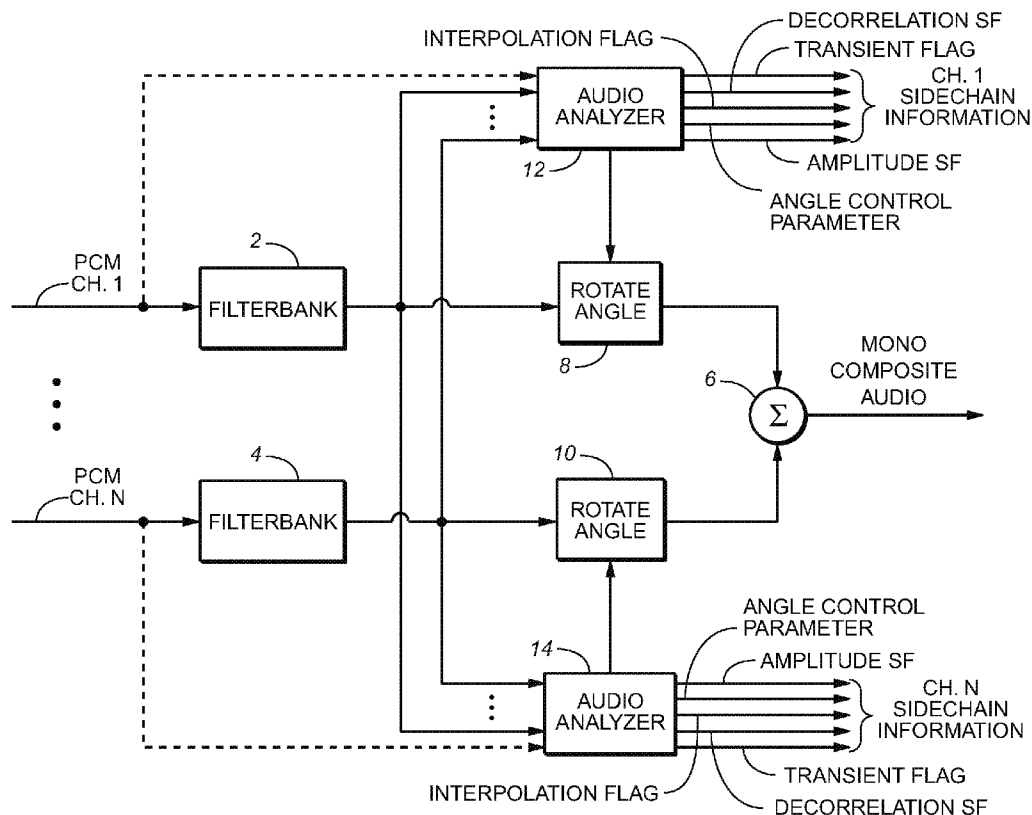 DECORRELATION SF
INTERPOLATION FLAG
TRANSIENT FLAG
AUDIO
ANALYZER
12
CH. 1
SIDECHAIN
INFORMATION
AMPLITUDE SF
ANGLE CONTROL
PARAMETER
PCM
CH. 1
2
FILTERBANK
ROTATE
ANGLE
8
MONO
COMPOSITE
AUDIO
6
Σ
PCM
CH. N
4
FILTERBANK
10
ROTATE
ANGLE
ANGLE CONTROL
PARAMETER
14
AMPLITUDE SF
AUDIO
ANALYZER
CH. N
SIDECHAIN
INFORMATION
TRANSIENT FLAG
INTERPOLATION FLAG
DECORRELATION SF